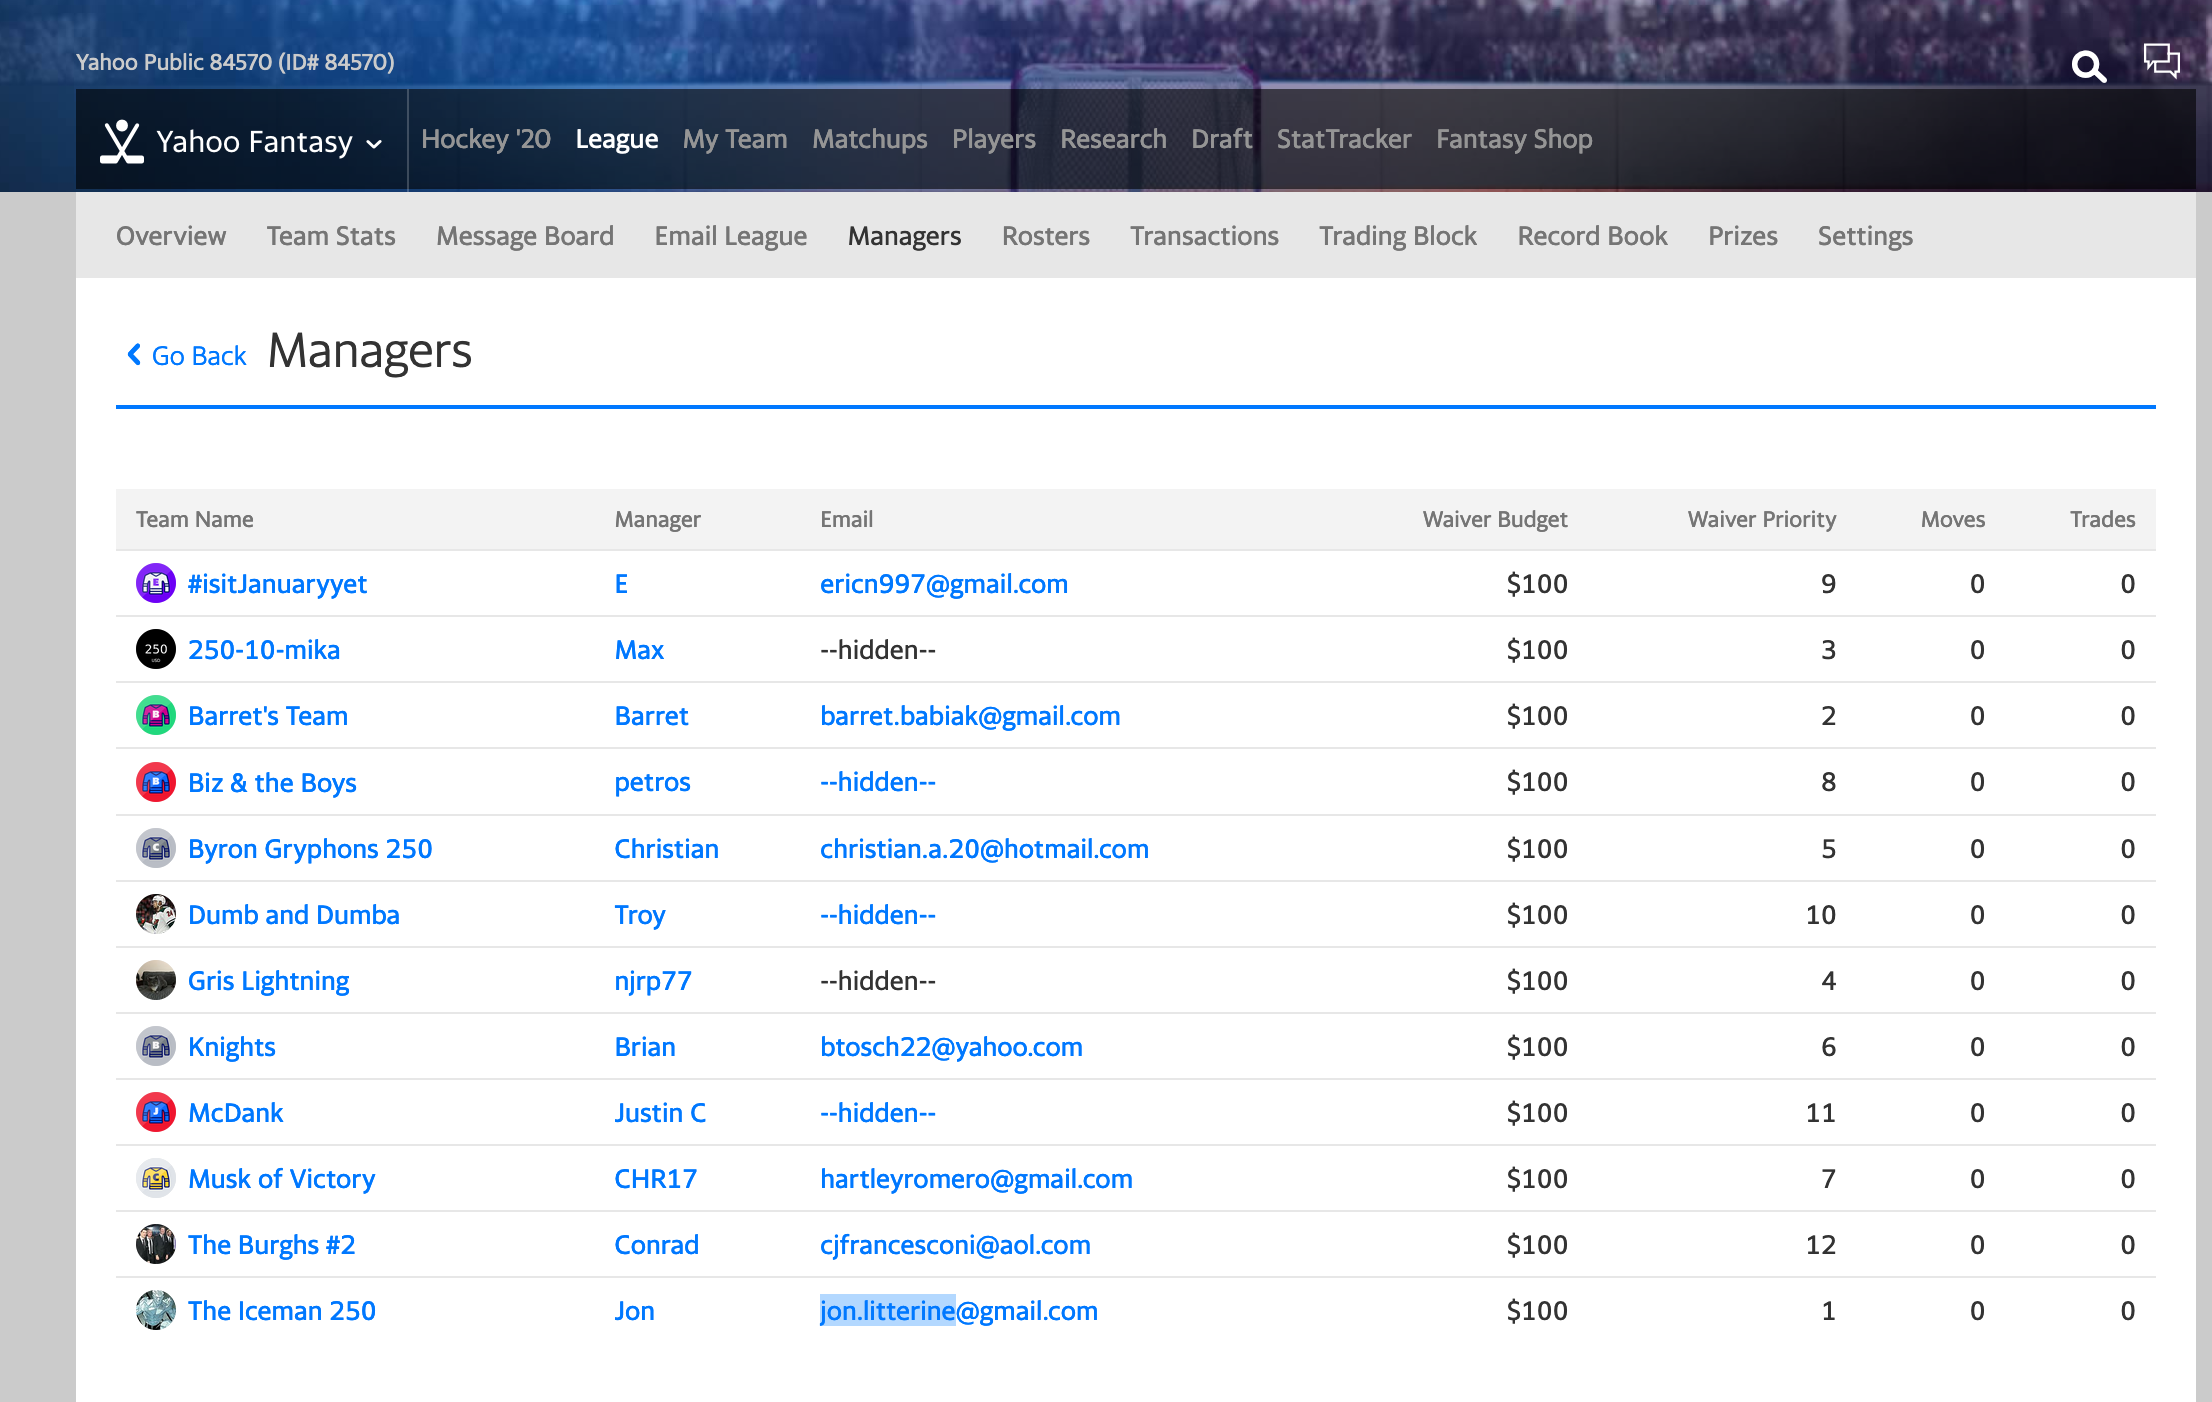 Yahoo Public 84570 (ID# 84570)
Yahoo Fantasy Hockey '20 League My Team Matchups Players Research Draft StatTracker Fantasy Shop
Overview Team Stats Message Board Email League Managers Rosters Transactions Trading Block Record Book Prizes Settings
Go Back Managers
Team Name Manager Email Waiver Budget Waiver Priority Moves Trades
E #isitJanuaryyet E ericn997@gmail.com $100 9 0 0
250 USD 250-10-mika Max --hidden-- $100 3 0 0
B Barret's Team Barret barret.babiak@gmail.com $100 2 0 0
B Biz & the Boys petros --hidden-- $100 8 0 0
C Byron Gryphons 250 Christian christian.a.20@hotmail.com $100 5 0 0
Dumb and Dumba Troy --hidden-- $100 10 0 0
Gris Lightning njrp77 --hidden-- $100 4 0 0
B Knights Brian btosch22@yahoo.com $100 6 0 0
J McDank Justin C --hidden-- $100 11 0 0
C Musk of Victory CHR17 hartleyromero@gmail.com $100 7 0 0
The Burghs #2 Conrad cjfrancesconi@aol.com $100 12 0 0
The Iceman 250 Jon jon.litterine@gmail.com $100 1 0 0